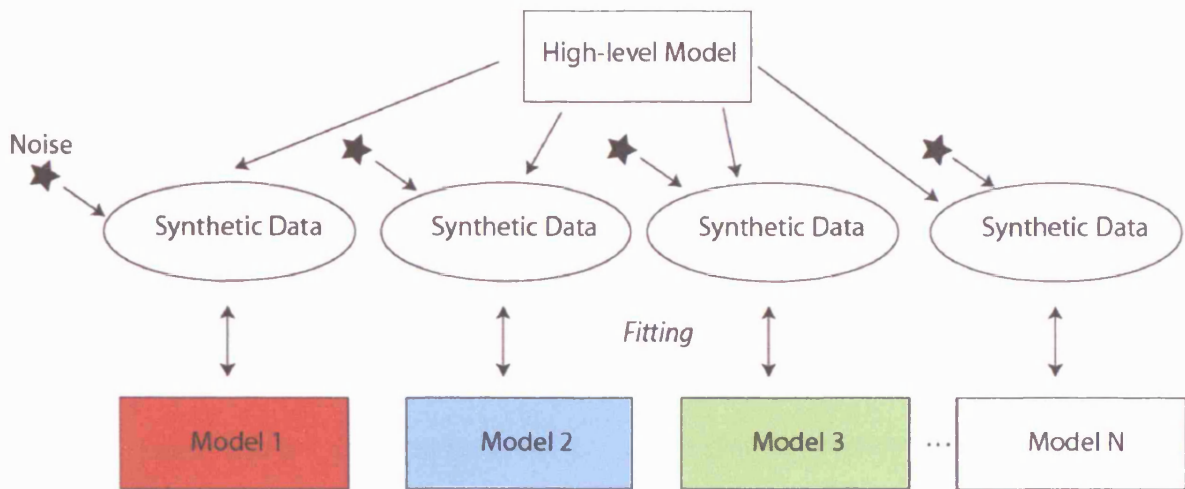 High-level Model
Noise
Synthetic Data
Synthetic Data
Synthetic Data
Synthetic Data
Fitting
Model 1
Model 2
Model 3
...
Model N